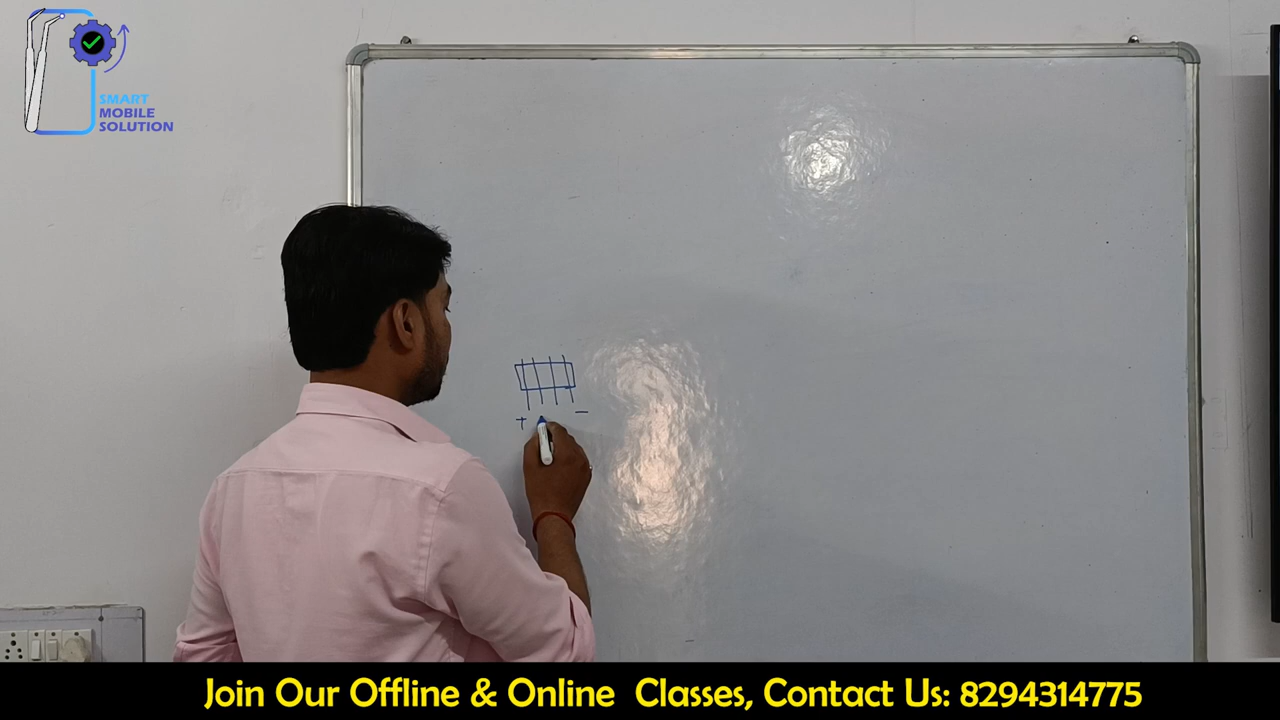 SMART
MOBILE
SOLUTION
+ −
Join Our Offline & Online Classes, Contact Us: 8294314775